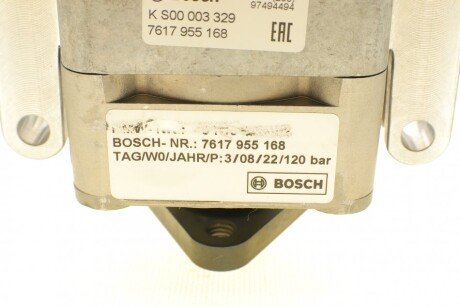 97494494
K S00 003 329
7617 955 168
EAC
BOSCH- NR.: 7617 955 168
TAG/W0/JAHR/P:3/08/22/120 bar
BOSCH